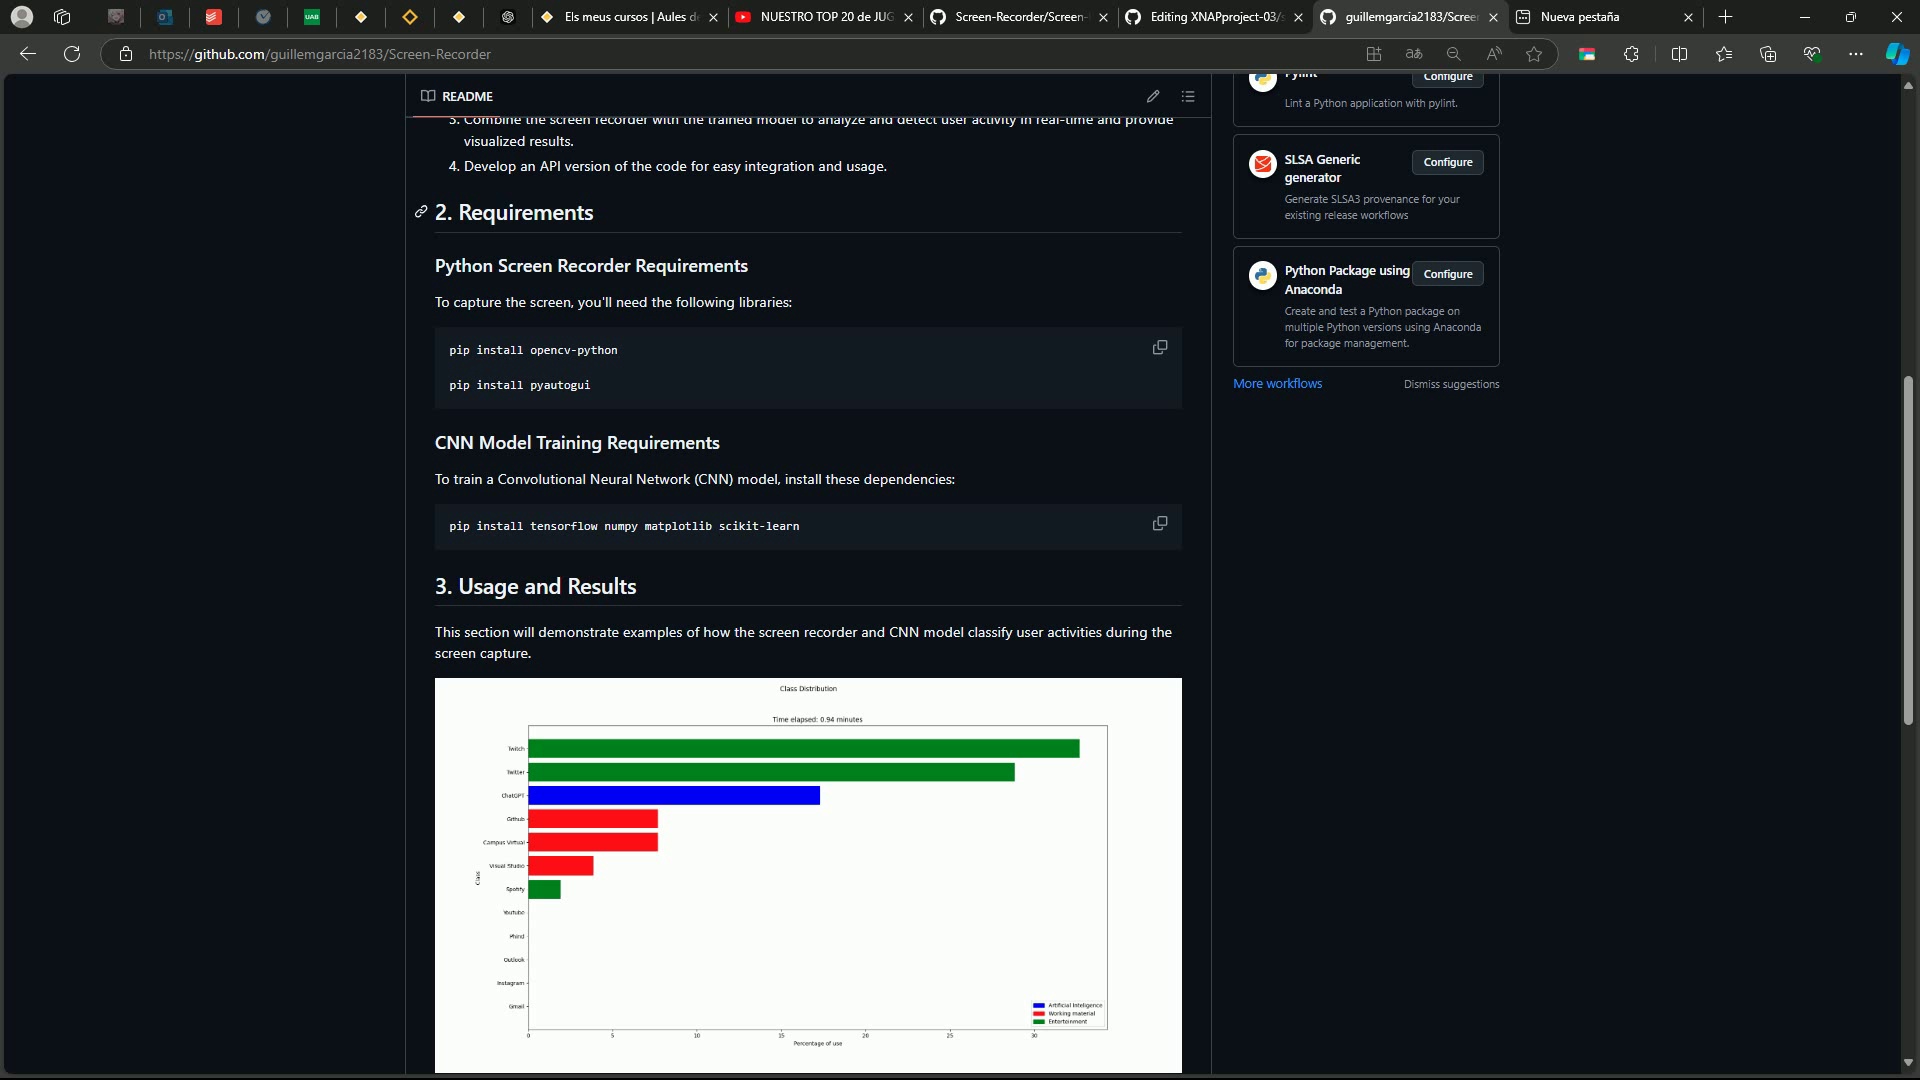 UAB
Els meus cursos | Aules d
NUESTRO TOP 20 de JUG
Screen-Recorder/Screen-
Editing XNAPproject-03/s
guillemgarcia2183/Screen
Nueva pestaña
https://github.com/guillemgarcia2183/Screen-Recorder
README
3. Combine the screen recorder with the trained model to analyze and detect user activity in real-time and provide
visualized results.
4. Develop an API version of the code for easy integration and usage.
2. Requirements
Python Screen Recorder Requirements
To capture the screen, you'll need the following libraries:
pip install opencv-python
pip install pyautogui
CNN Model Training Requirements
To train a Convolutional Neural Network (CNN) model, install these dependencies:
pip install tensorflow numpy matplotlib scikit-learn
3. Usage and Results
This section will demonstrate examples of how the screen recorder and CNN model classify user activities during the
screen capture.
Class Distribution
Time elapsed: 0.94 minutes
Twitch
Twitter
ChatGPT
Github
Campus Virtual
Visual Studio
Spotify
Youtube
Phind
Outlook
Instagram
Gmail
Class
0 5 10 15 20 25 30
Percentage of use
Artificial Inteligence
Working material
Entertainment
Pylint
Configure
Lint a Python application with pylint.
SLSA Generic
generator
Configure
Generate SLSA3 provenance for your
existing release workflows
Python Package using
Anaconda
Configure
Create and test a Python package on
multiple Python versions using Anaconda
for package management.
More workflows
Dismiss suggestions